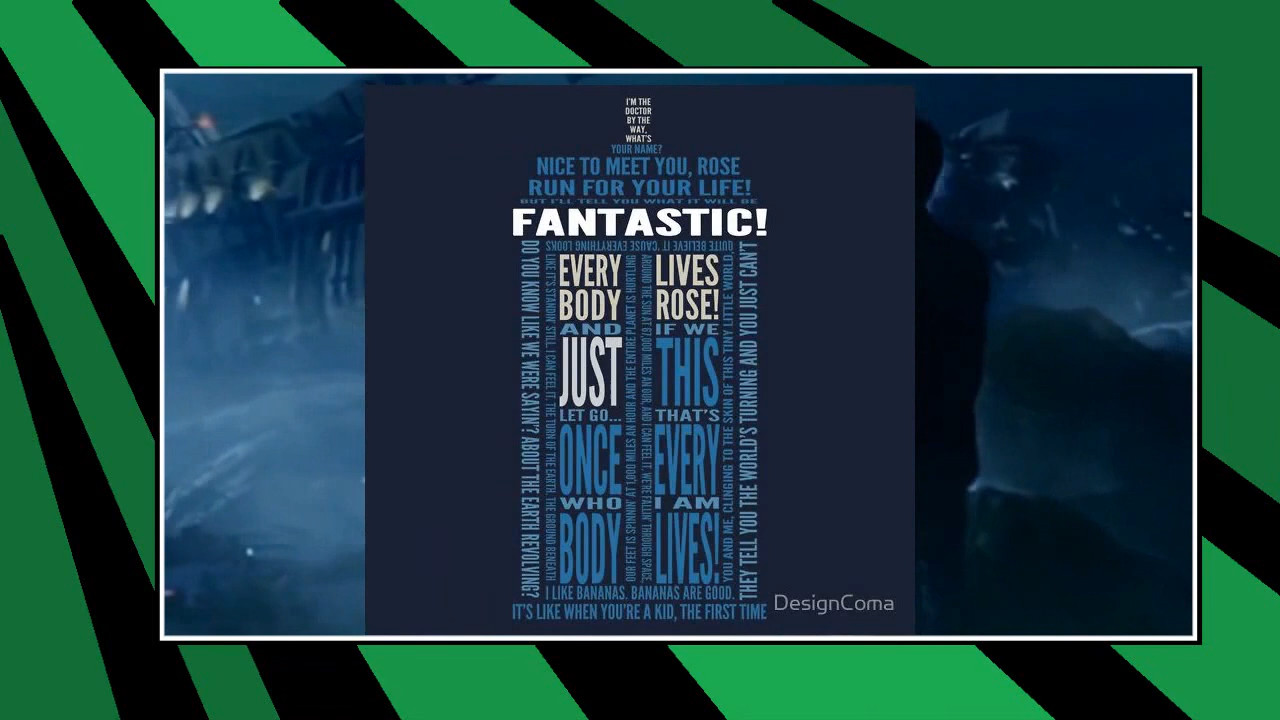 I'M THE
DOCTOR
BY THE
WAY,
WHAT'S
YOUR NAME?
NICE TO MEET YOU, ROSE
RUN FOR YOUR LIFE!
BUT I'LL TELL YOU WHAT IT WILL BE
FANTASTIC!
DO YOU KNOW LIKE WE WERE SAYIN'? ABOUT THE EARTH REVOLVING?
IT'S LIKE WHEN YOU'RE A KID, THE FIRST TIME
THEY TELL YOU THE WORLD'S TURNING AND YOU JUST CAN'T
QUITE BELIEVE IT 'CAUSE EVERYTHING LOOKS
LIKE IT'S STANDIN' STILL. I CAN FEEL IT. THE TURN OF THE EARTH. THE GROUND BENEATH
OUR FEET IS SPINNIN' AT 1,000 MILES AN HOUR AND THE ENTIRE PLANET IS HURTLING
AROUND THE SUN AT 67,000 MILES AN OUR, AND I CAN FEEL IT. WE'RE FALLIN' THROUGH SPACE,
YOU AND ME, CLINGING TO THE SKIN OF THIS TINY LITTLE WORLD,
AND IF WE
LET GO...
THAT'S
WHO I AM
EVERY
BODY
LIVES
ROSE!
JUST
THIS
ONCE
EVERY
BODY
LIVES!
I LIKE BANANAS. BANANAS ARE GOOD.
DesignComa